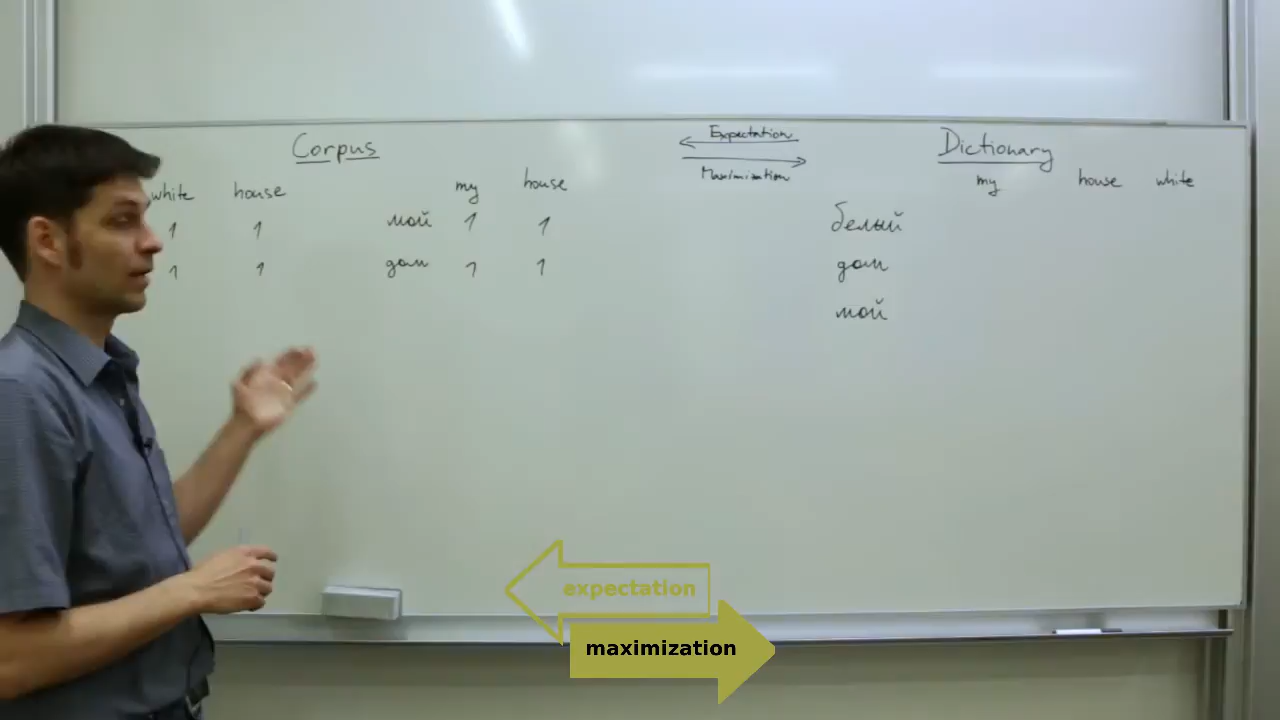 Corpus
white house
1 1
1 1
my house
мой 1 1
дом 1 1
Expectation
Maximization
Dictionary
my house white
белый
дом
мой
expectation
maximization